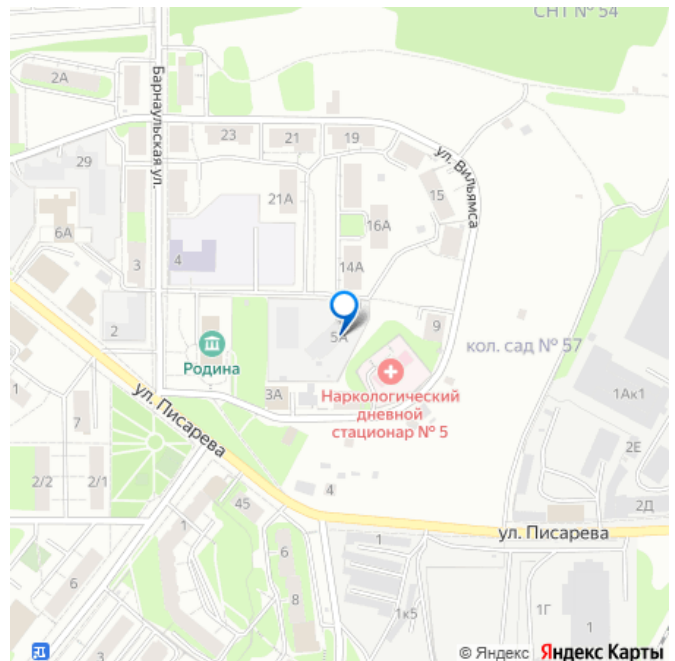 СНТ № 54
2А
Барнаульская ул.
23
21
19
ул. Вильямса
29
15
21А
6А
16А
3
4
14А
2
5А
9
кол. сад № 57
Родина
1
3А
Наркологический
дневной
стационар № 5
1Ак1
ул. Писарева
7
2Е
2/2
2/1
4
45
2Д
1
1
ул. Писарева
6
6
8
1к5
1Г
1
3
© Яндекс Яндекс Карты